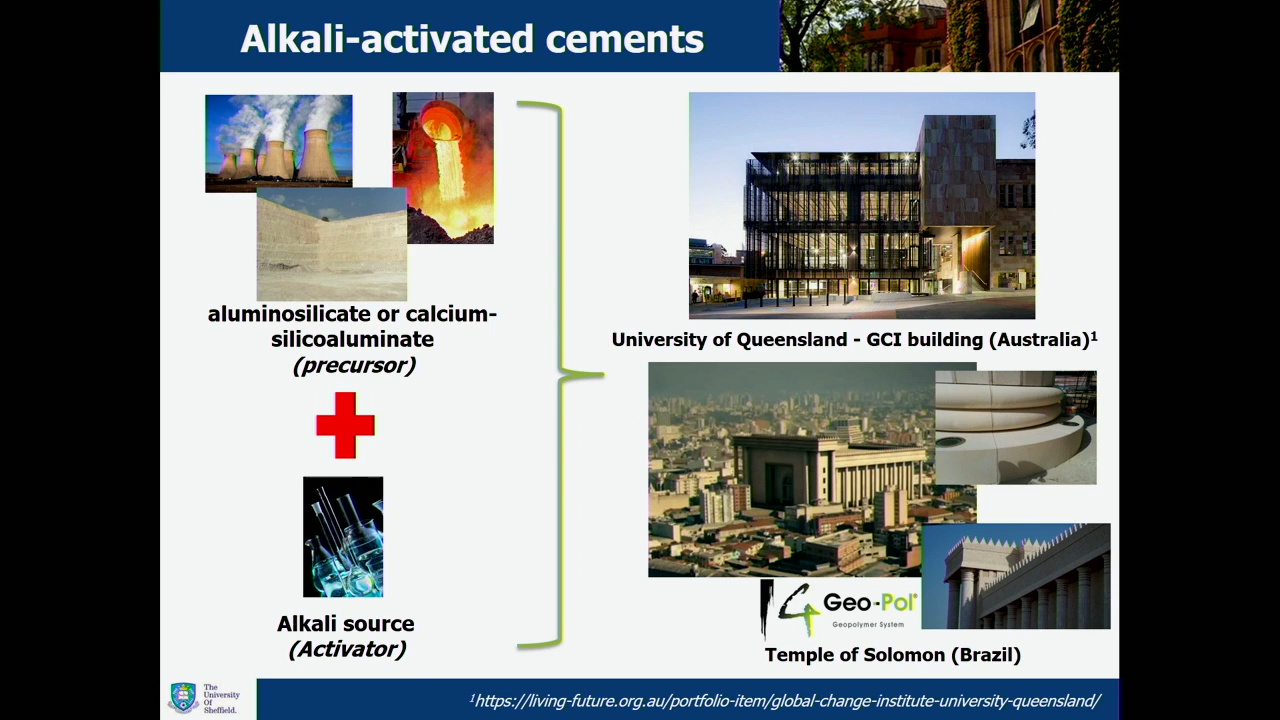 Alkali-activated cements
aluminosilicate or calcium-
silicoaluminate
(precursor)
Alkali source
(Activator)
University of Queensland - GCI building (Australia)¹
Geo-Pol®
Geopolymer System
Temple of Solomon (Brazil)
The
University
Of
Sheffield.
¹https://living-future.org.au/portfolio-item/global-change-institute-university-queensland/